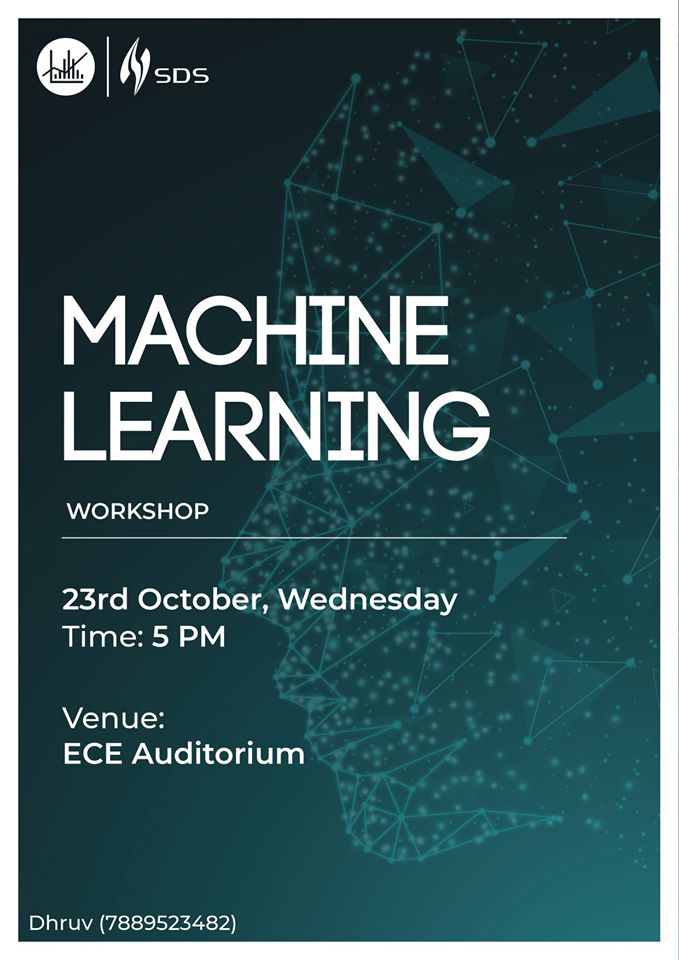 SDS
MACHINE
LEARNING
WORKSHOP
23rd October, Wednesday
Time: 5 PM
Venue:
ECE Auditorium
Dhruv (7889523482)